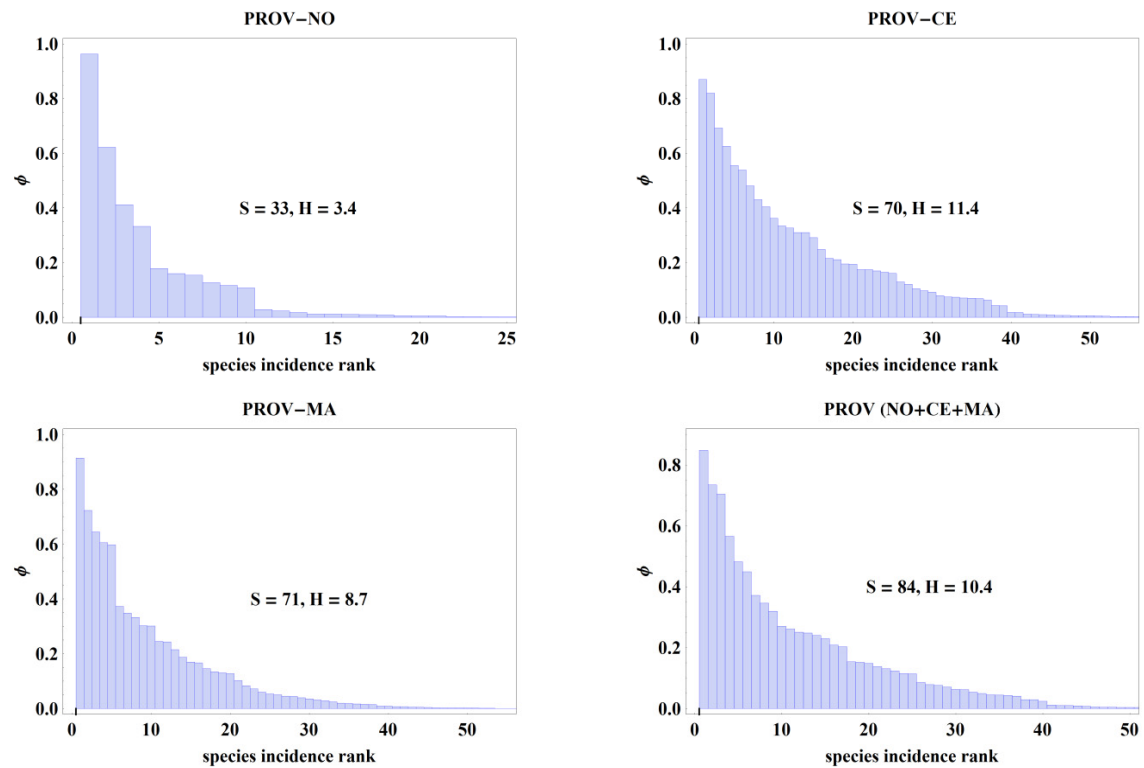 PROV−NO
1.0
0.8
0.6
0.4
0.2
0.0
ϕ
S = 33, H = 3.4
0 5 10 15 20 25
species incidence rank
PROV−CE
1.0
0.8
0.6
0.4
0.2
0.0
ϕ
S = 70, H = 11.4
0 10 20 30 40 50
species incidence rank
PROV−MA
1.0
0.8
0.6
0.4
0.2
0.0
ϕ
S = 71, H = 8.7
0 10 20 30 40 50
species incidence rank
PROV (NO+CE+MA)
0.8
0.6
0.4
0.2
0.0
ϕ
S = 84, H = 10.4
0 10 20 30 40 50
species incidence rank